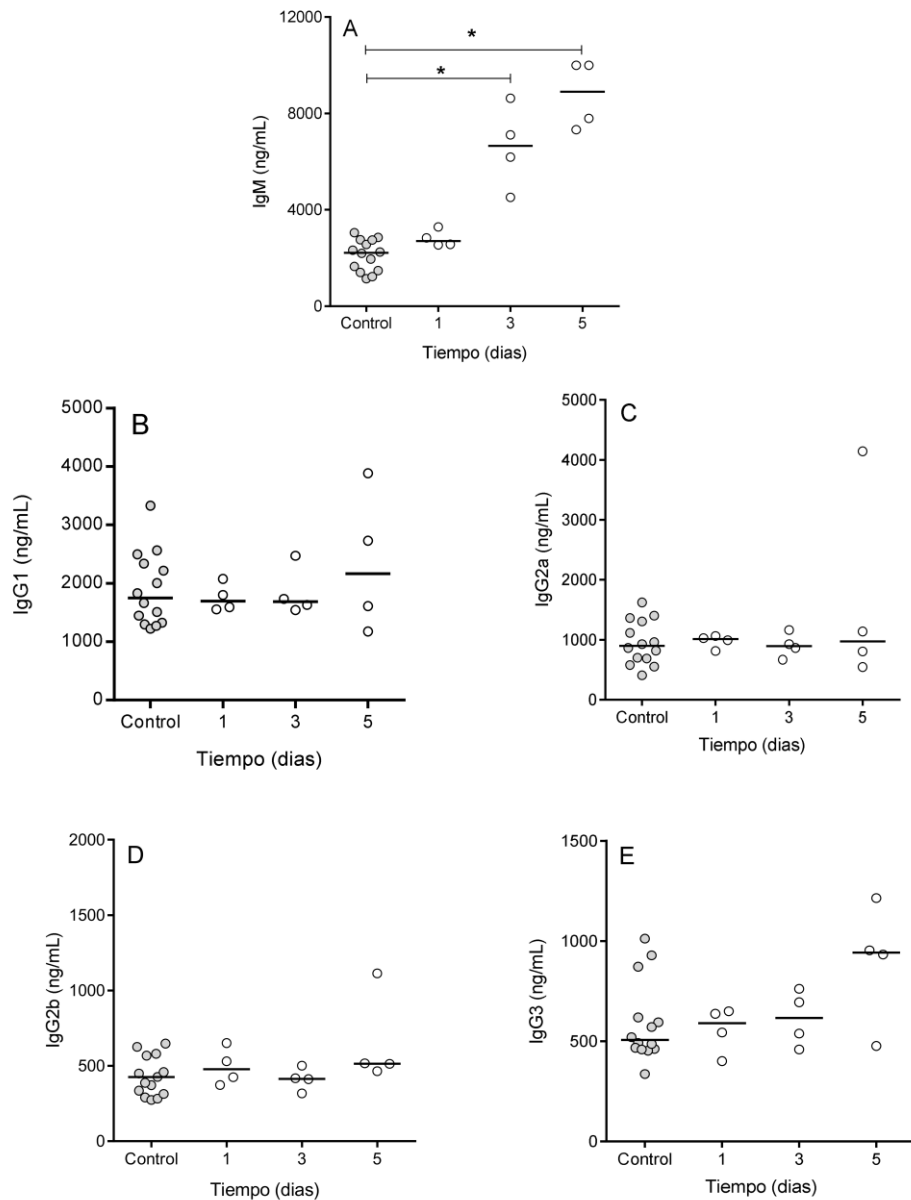 A
12000
8000
4000
0
IgM (ng/mL)
*
*
Control 1 3 5
Tiempo (dias)
B
5000
4000
3000
2000
1000
0
IgG1 (ng/mL)
Control 1 3 5
Tiempo (dias)
C
5000
4000
3000
2000
1000
0
IgG2a (ng/mL)
Control 1 3 5
Tiempo (dias)
D
2000
1500
1000
500
0
IgG2b (ng/mL)
Control 1 3 5
Tiempo (dias)
E
1500
1000
500
0
IgG3 (ng/mL)
Control 1 3 5
Tiempo (dias)